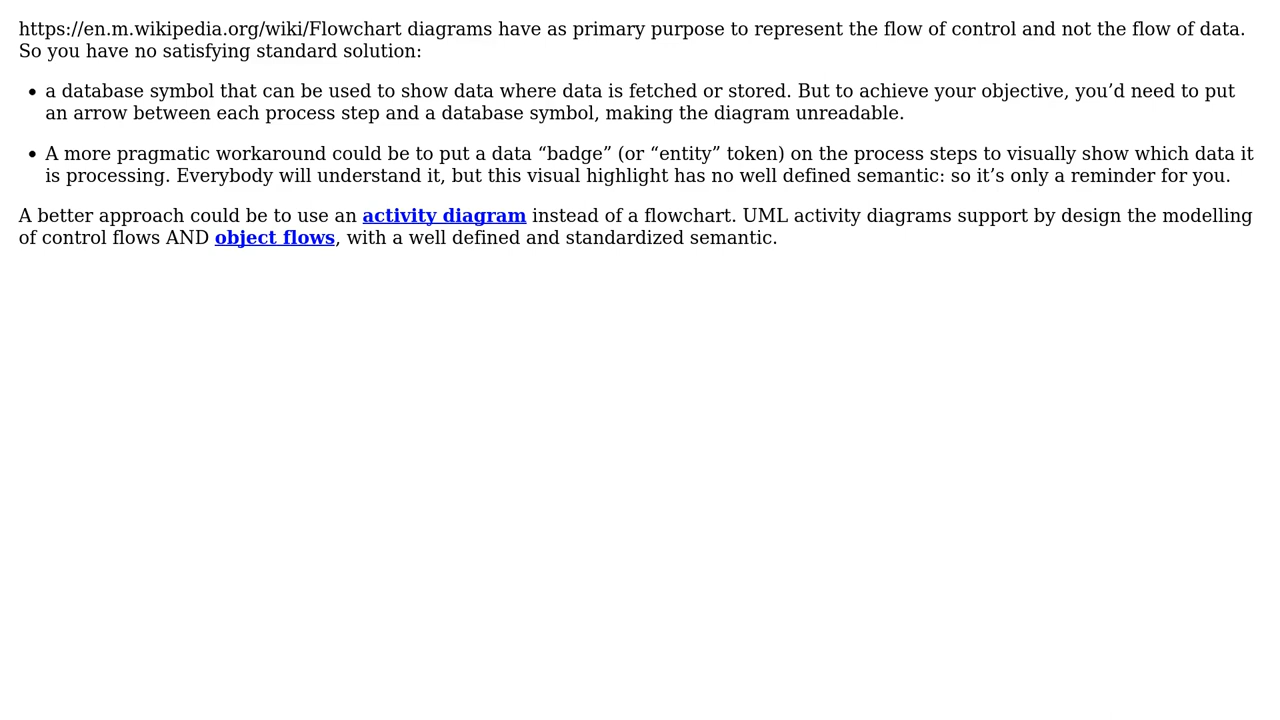 https://en.m.wikipedia.org/wiki/Flowchart diagrams have as primary purpose to represent the flow of control and not the flow of data.
So you have no satisfying standard solution:
• a database symbol that can be used to show data where data is fetched or stored. But to achieve your objective, you’d need to put
an arrow between each process step and a database symbol, making the diagram unreadable.
• A more pragmatic workaround could be to put a data “badge” (or “entity” token) on the process steps to visually show which data it
is processing. Everybody will understand it, but this visual highlight has no well defined semantic: so it’s only a reminder for you.
A better approach could be to use an activity diagram instead of a flowchart. UML activity diagrams support by design the modelling
of control flows AND object flows, with a well defined and standardized semantic.